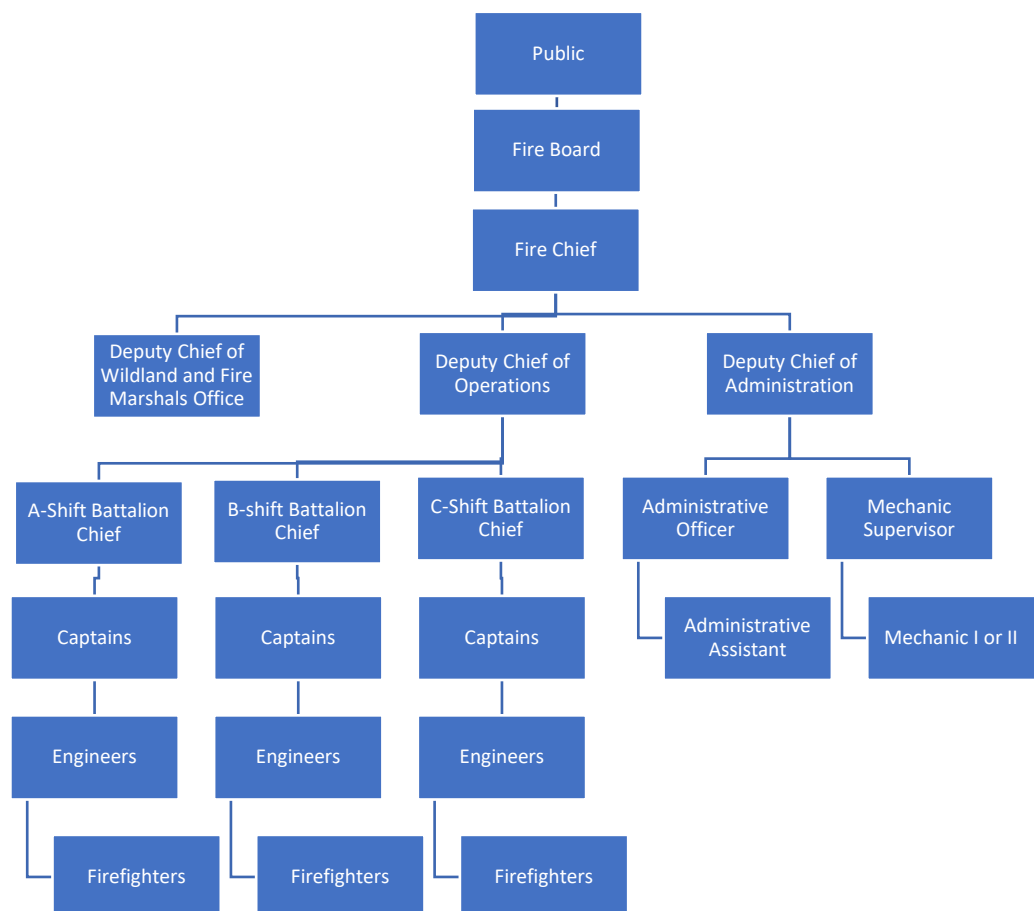 Public
Fire Board
Fire Chief
Deputy Chief of
Wildland and Fire
Marshals Office
Deputy Chief of
Operations
Deputy Chief of
Administration
A-Shift Battalion
Chief
B-shift Battalion
Chief
C-Shift Battalion
Chief
Administrative
Officer
Mechanic
Supervisor
Captains
Captains
Captains
Administrative
Assistant
Mechanic I or II
Engineers
Engineers
Engineers
Firefighters
Firefighters
Firefighters